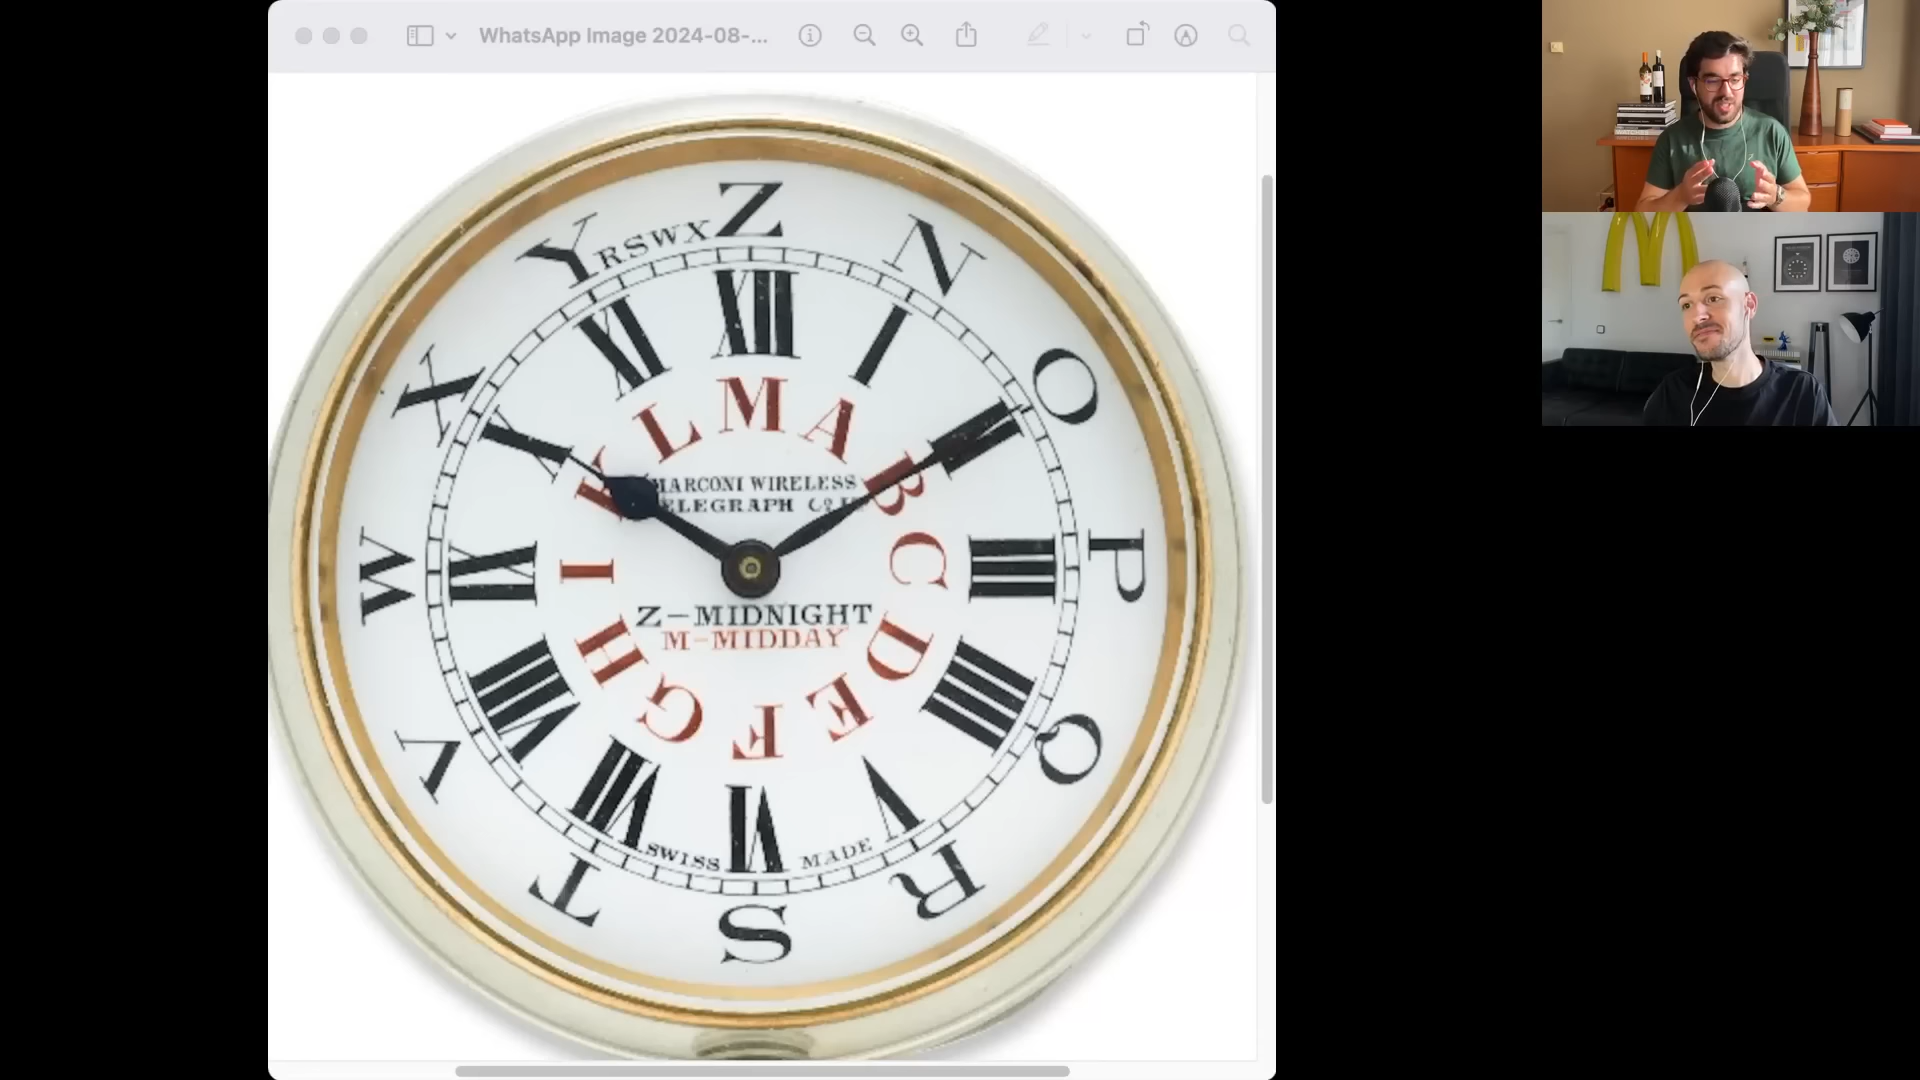 WhatsApp Image 2024-08-...
Z
N
O
P
Q
R
S
T
V
W
X
Y
RSWX
XII
I
II
III
IIII
V
VI
VII
VIII
IX
X
XI
M
A
B
C
D
E
F
G
H
I
K
L
MARCONI WIRELESS
TELEGRAPH Co
Z-MIDNIGHT
M-MIDDAY
SWISS MADE